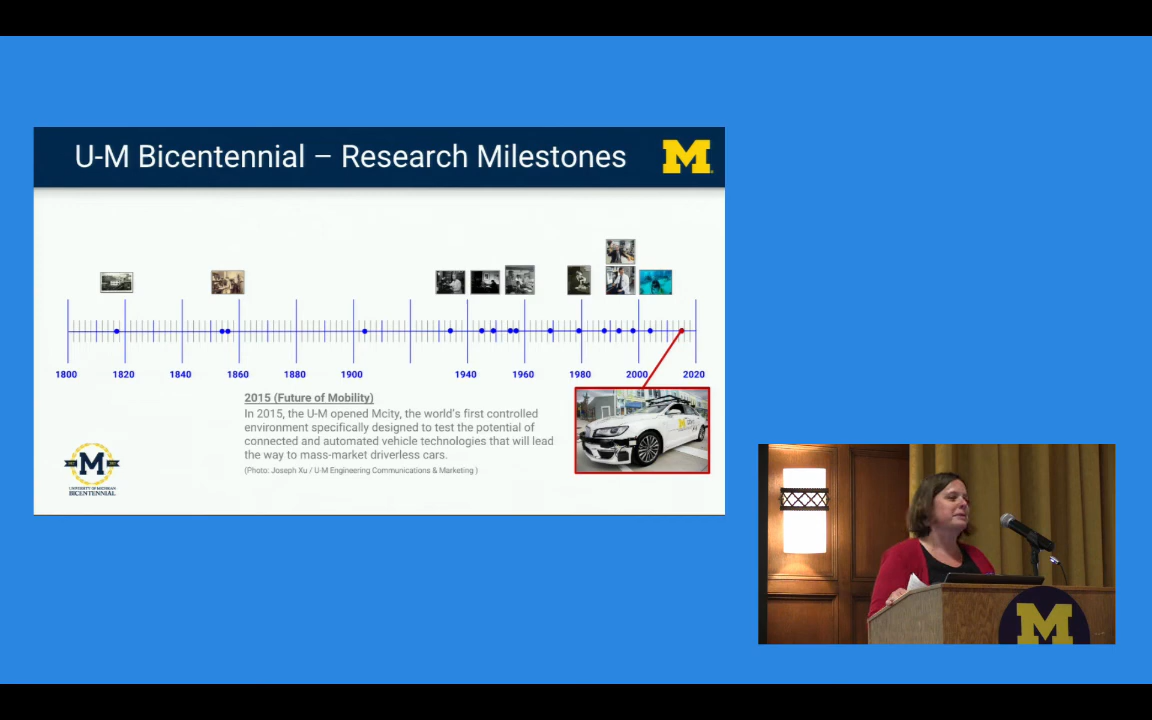 U-M Bicentennial – Research Milestones
M
1800 1820 1840 1860 1880 1900 1940 1960 1980 2000 2020
2015 (Future of Mobility)
In 2015, the U-M opened Mcity, the world's first controlled
environment specifically designed to test the potential of
connected and automated vehicle technologies that will lead
the way to mass-market driverless cars.
(Photo: Joseph Xu / U-M Engineering Communications & Marketing )
M
UNIVERSITY OF MICHIGAN
BICENTENNIAL
M
M